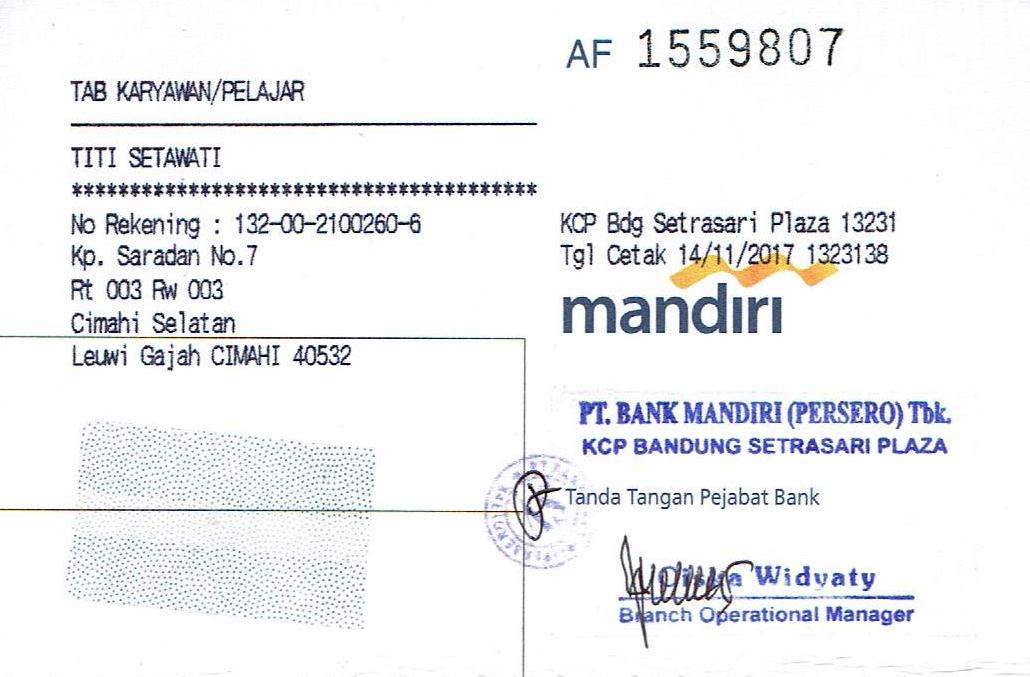 AF 1559807
TAB KARYAWAN/PELAJAR
TITI SETAWATI
****************************************
No Rekening : 132-00-2100260-6
Kp. Saradan No.7
Rt 003 Rw 003
Cimahi Selatan
Leuwi Gajah CIMAHI 40532
KCP Bdg Setrasari Plaza 13231
Tgl Cetak 14/11/2017 1323138
mandiri
PT. BANK MANDIRI (PERSERO) Tbk.
KCP BANDUNG SETRASARI PLAZA
Tanda Tangan Pejabat Bank
Widyaty
Branch Operational Manager